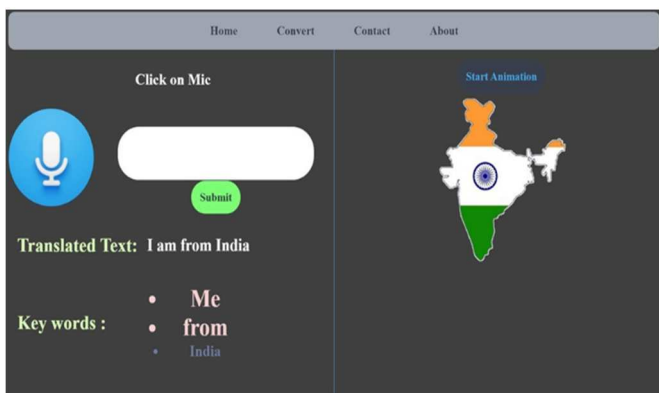 Home Convert Contact About
Click on Mic
Submit
Translated Text: I am from India
Key words :
• Me
• from
• India
Start Animation